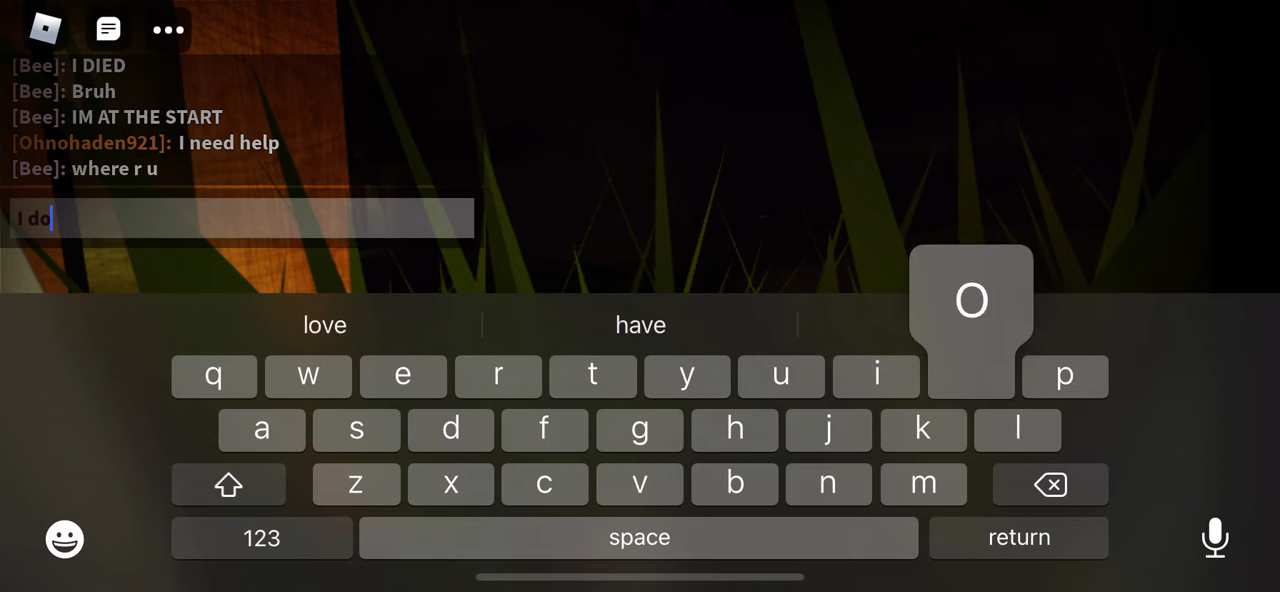 [Bee]: I DIED
[Bee]: Bruh
[Bee]: IM AT THE START
[Ohnohaden921]: I need help
[Bee]: where r u
I do
love have
O
q w e r t y u i p
a s d f g h j k l
z x c v b n m
123 space return